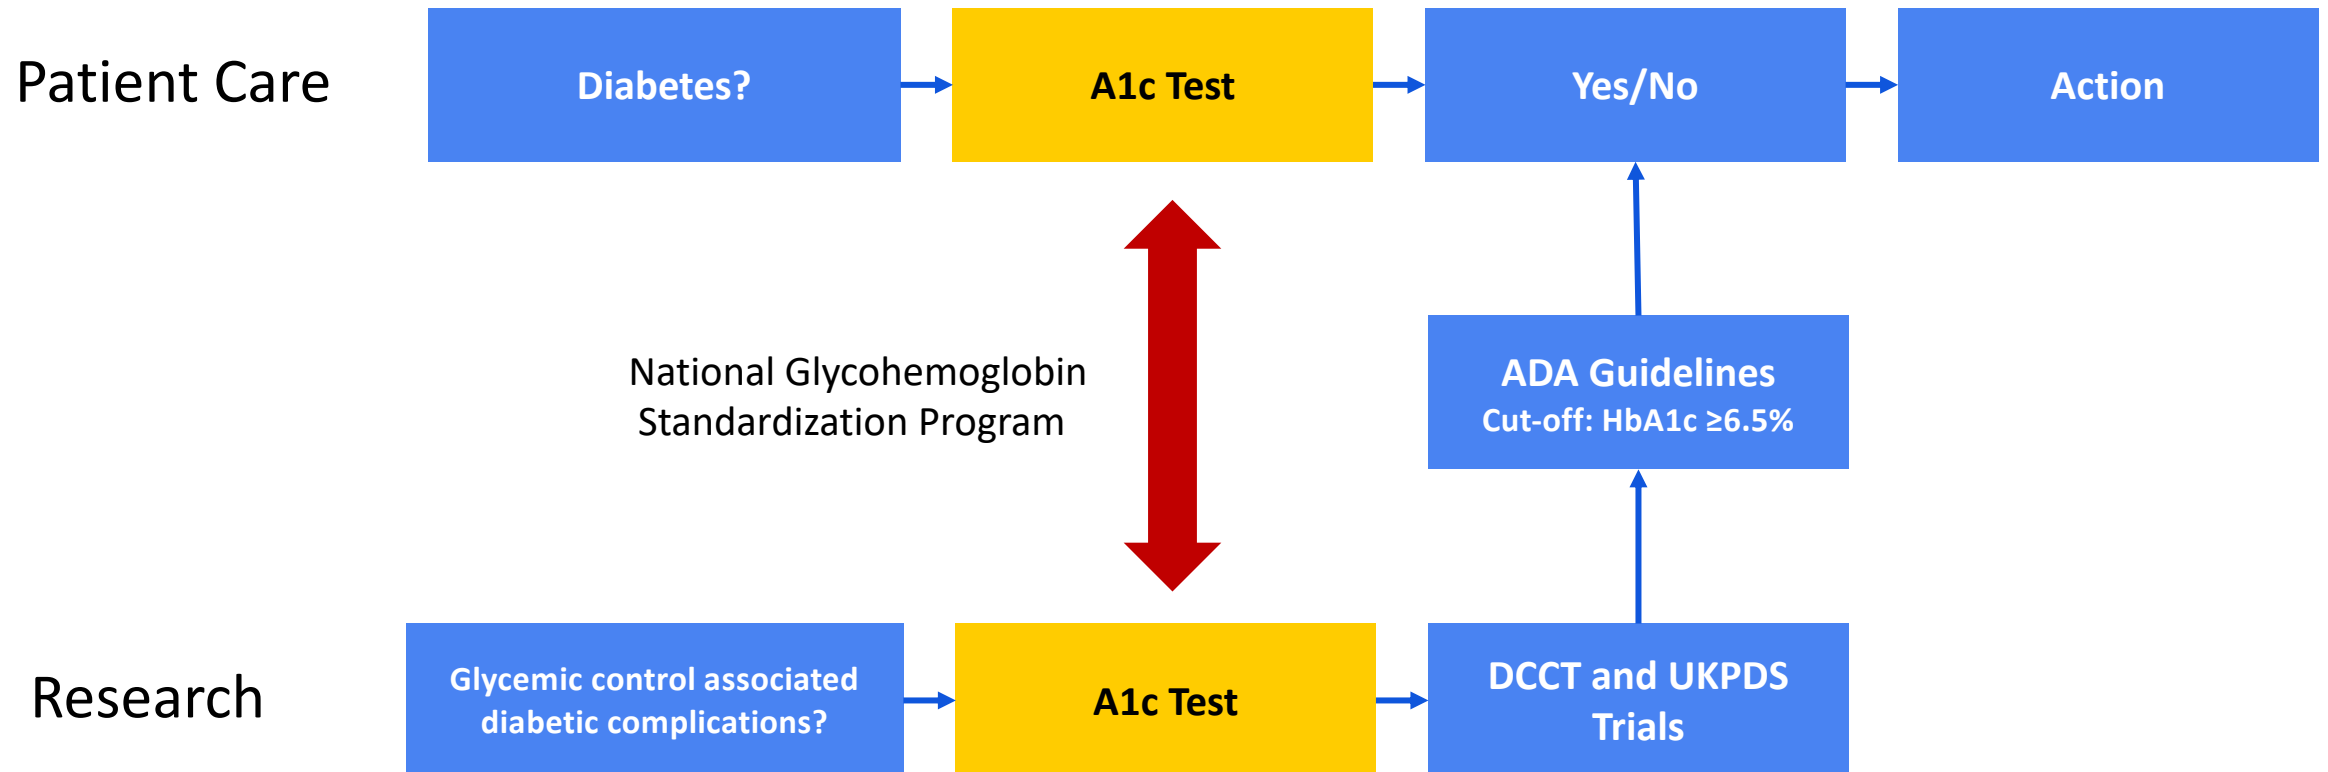 Patient Care
Diabetes?
A1c Test
Yes/No
Action
National Glycohemoglobin
Standardization Program
ADA Guidelines
Cut-off: HbA1c ≥6.5%
Research
Glycemic control associated
diabetic complications?
A1c Test
DCCT and UKPDS
Trials